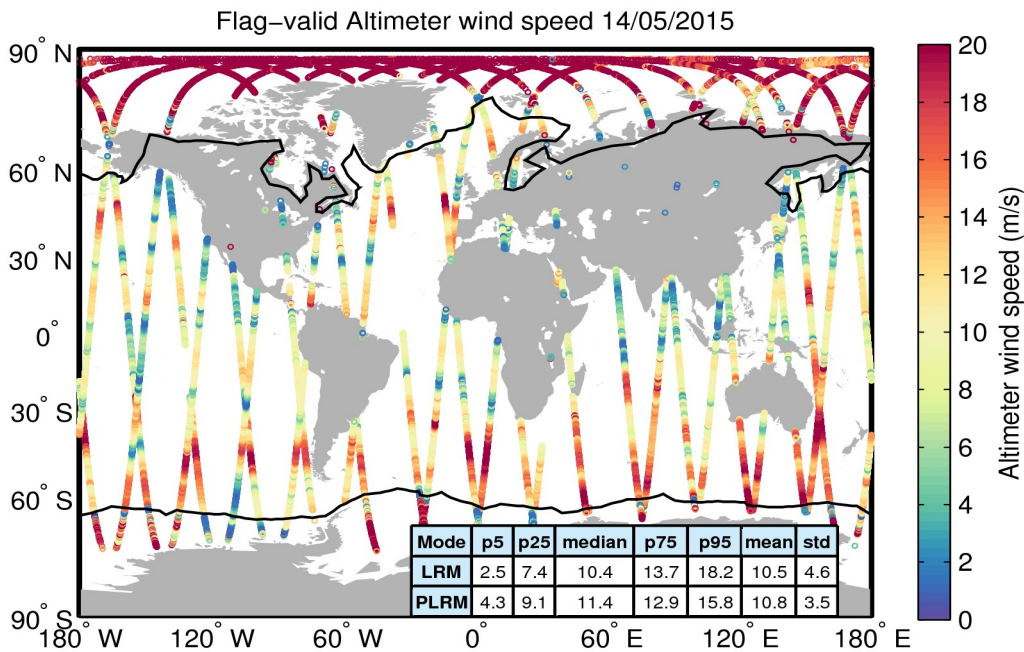 Flag−valid Altimeter wind speed 14/05/2015
90° N
60° N
30° N
0°
30° S
60° S
90° S
180° W
120° W
60° W
0°
60° E
120° E
180° E
20
18
16
14
12
10
8
6
4
2
0
Altimeter wind speed (m/s)
Mode p5 p25 median p75 p95 mean std
LRM 2.5 7.4 10.4 13.7 18.2 10.5 4.6
PLRM 4.3 9.1 11.4 12.9 15.8 10.8 3.5